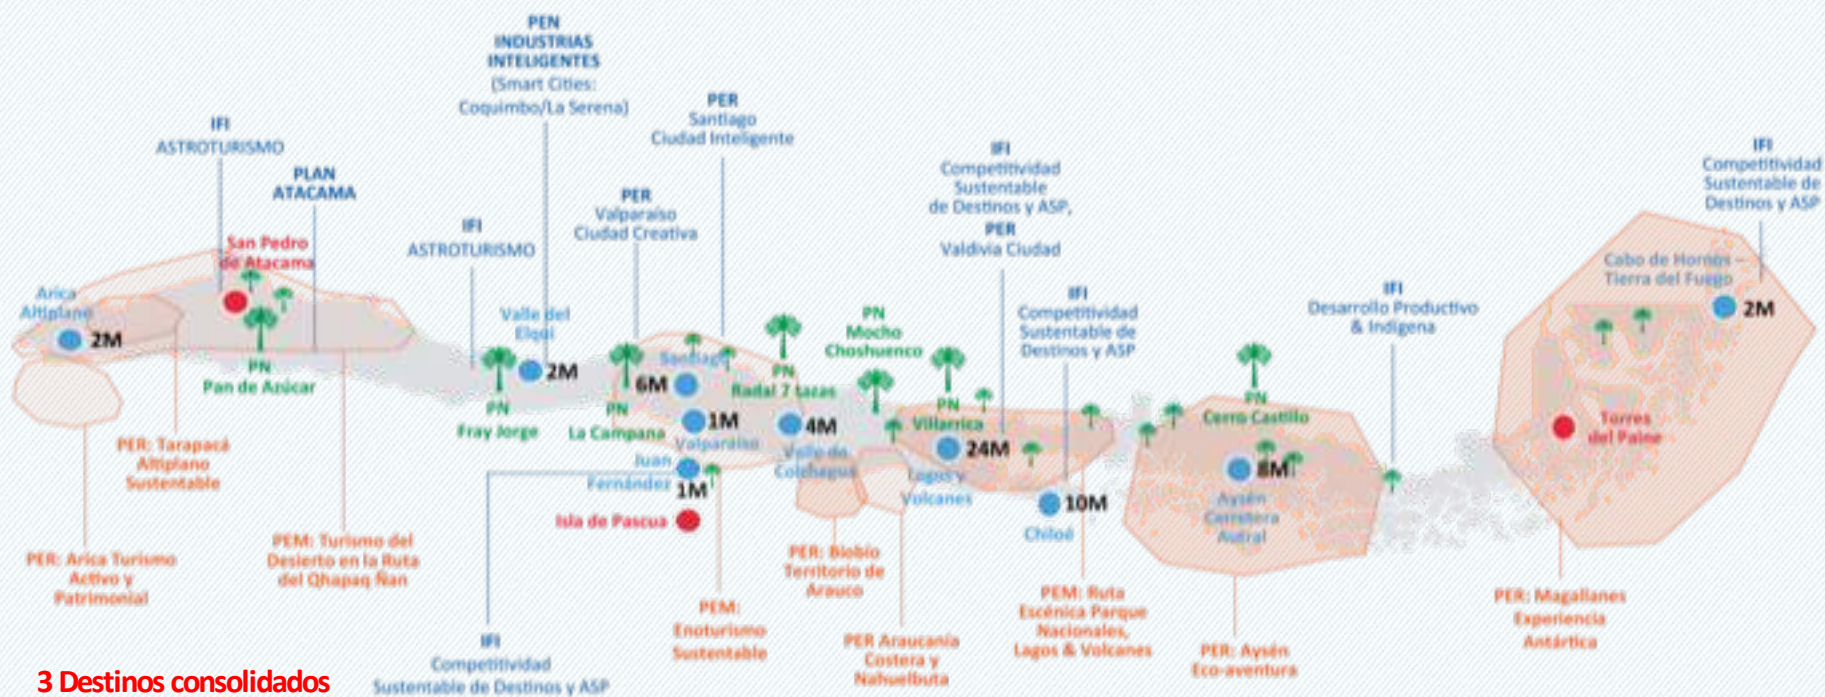 PEN
INDUSTRIAS
INTELIGENTES
(Smart Cities:
Coquimbo/La Serena)
PER
Santiago
Ciudad Inteligente
IFI
ASTROTURISMO
PLAN
ATACAMA
IFI
ASTROTURISMO
PER
Valparaíso
Ciudad Creativa
IFI
Competitividad
Sustentable
de Destinos y ASP,
PER
Valdivia Ciudad
IFI
Competitividad
Sustentable de
Destinos y ASP
IFI
Desarrollo Productivo
& Indígena
IFI
Competitividad
Sustentable de
Destinos y ASP
San Pedro
de Atacama
Arica
Altiplano
2M
PN
Pan de Azúcar
Valle del
Elqui
2M
PN
Fray Jorge
PN
La Campana
Santiago
6M
1M
Valparaíso
Juan
Fernández
1M
Isla de Pascua
PN
Radal 7 tazas
4M
Valle de
Colchagua
PN
Mocho
Choshuenco
PN
Villarrica
24M
Lagos y
Volcanes
10M
Chiloé
PN
Cerro Castillo
8M
Aysén
Carretera
Autral
Cabo de Hornos –
Tierra del Fuego
2M
Torres
del Paine
PER: Arica Turismo
Activo y
Patrimonial
PER: Tarapacá
Altiplano
Sustentable
PEM: Turismo del
Desierto en la Ruta
del Qhapaq Ñan
IFI
Competitividad
Sustentable de Destinos y ASP
PEM:
Enoturismo
Sustentable
PER: Biobío
Territorio de
Arauco
PER Araucanía
Costera y
Nahuelbuta
PEM: Ruta
Escénica Parque
Nacionales,
Lagos & Volcanes
PER: Aysén
Eco-aventura
PER: Magallanes
Experiencia
Antártica
3 Destinos consolidados